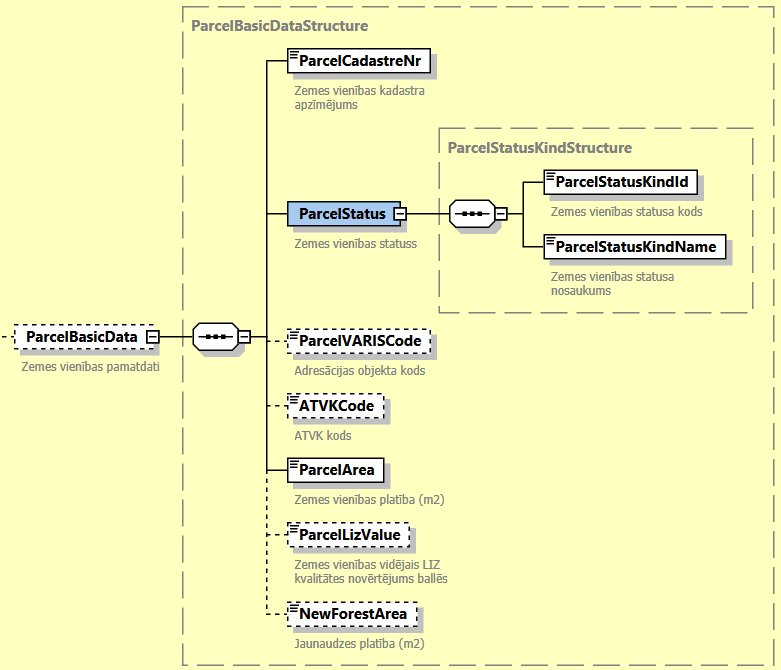 ParcelBasicDataStructure
ParcelCadastreNr
Zemes vienības kadastra
apzīmējums
ParcelStatusKindStructure
ParcelStatusKindId
Zemes vienības statusa kods
ParcelStatus
Zemes vienības statuss
ParcelStatusKindName
Zemes vienības statusa
nosaukums
ParcelBasicData
Zemes vienības pamatdati
ParcelVARISCode
Adresācijas objekta kods
ATVKCode
ATVK kods
ParcelArea
Zemes vienības platība (m2)
ParcelLizValue
Zemes vienības vidējais LIZ
kvalitātes novērtējums ballēs
NewForestArea
Jaunaudzes platība (m2)